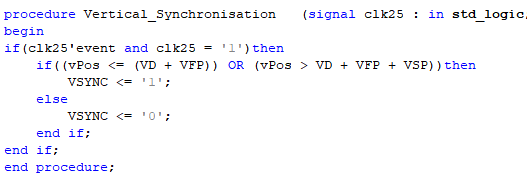 procedure Vertical_Synchronisation (signal clk25 : in std_logic
begin
if(clk25'event and clk25 = '1')then
if((vPos <= (VD + VFP)) OR (vPos > VD + VFP + VSP))then
VSYNC <= '1';
else
VSYNC <= '0';
end if;
end if;
end procedure;